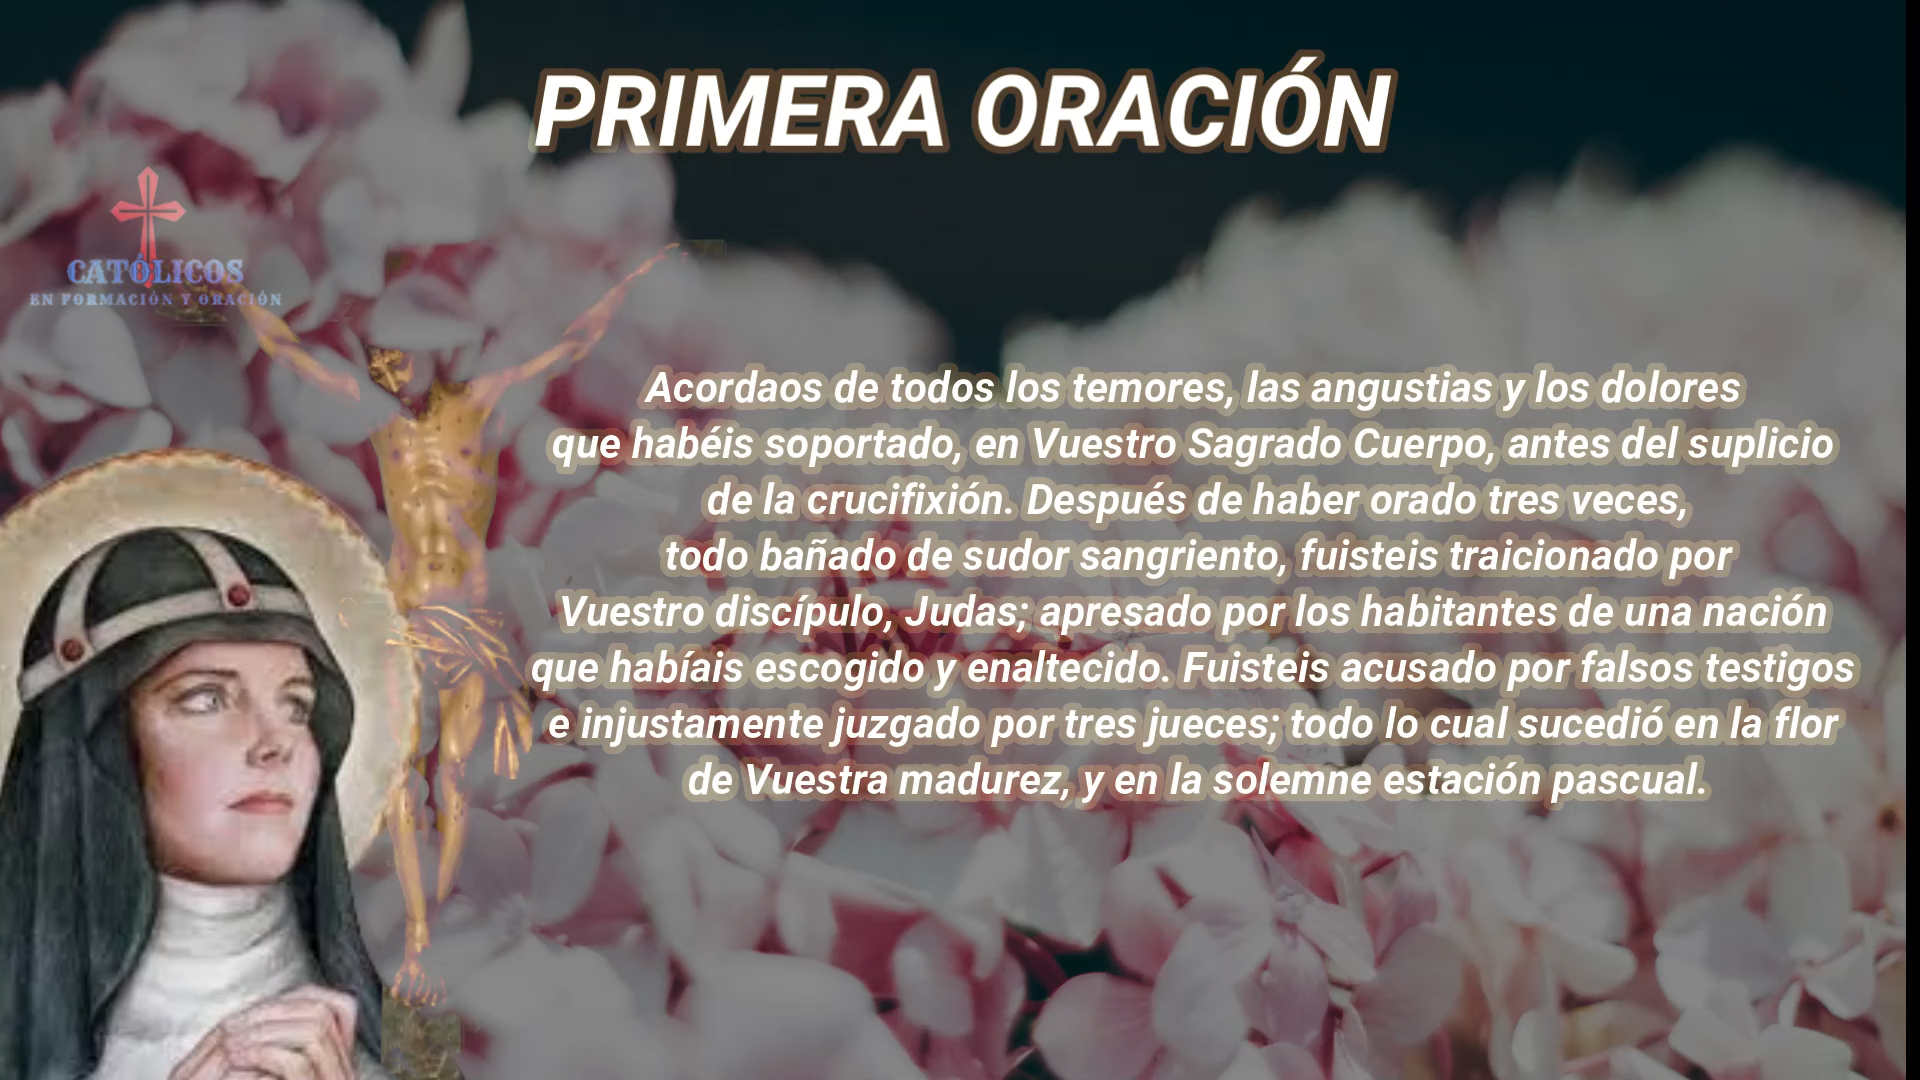 PRIMERA ORACIÓN
CATÓLICOS
EN FORMACIÓN Y ORACIÓN
Acordaos de todos los temores, las angustias y los dolores
que habéis soportado, en Vuestro Sagrado Cuerpo, antes del suplicio
de la crucifixión. Después de haber orado tres veces,
todo bañado de sudor sangriento, fuisteis traicionado por
Vuestro discípulo, Judas; apresado por los habitantes de una nación
que habíais escogido y enaltecido. Fuisteis acusado por falsos testigos
e injustamente juzgado por tres jueces; todo lo cual sucedió en la flor
de Vuestra madurez, y en la solemne estación pascual.